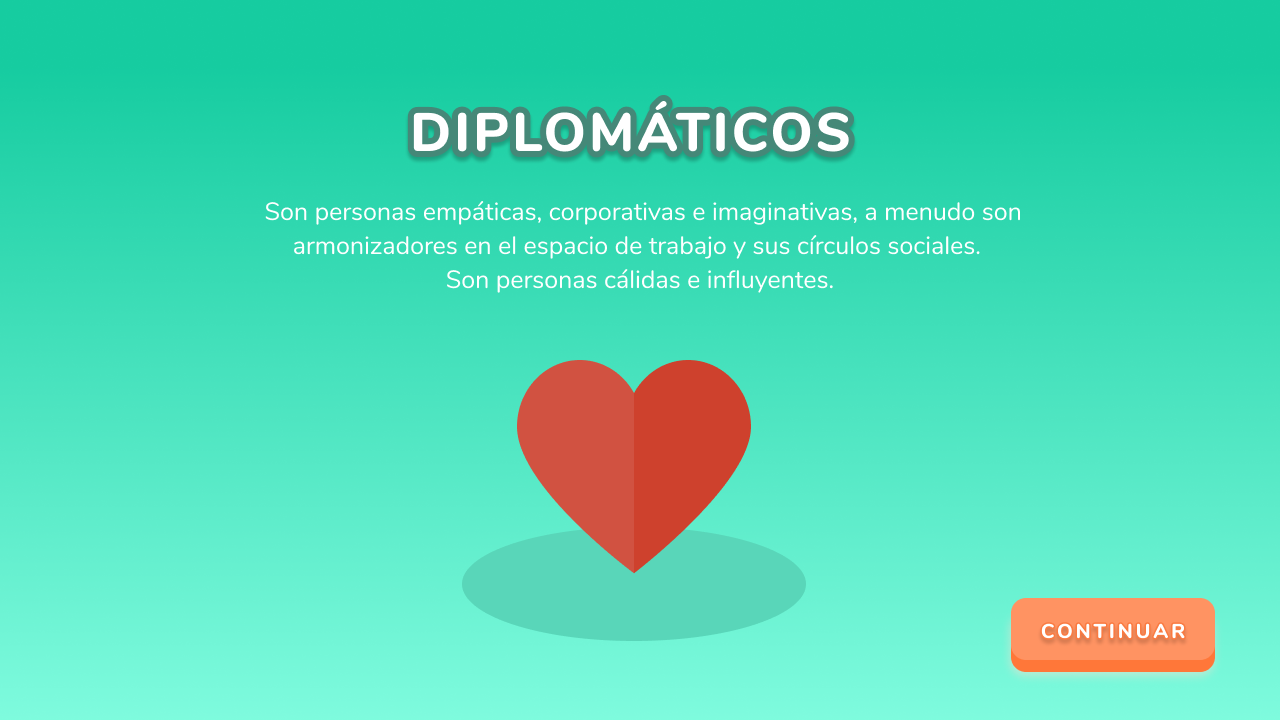 DIPLOMÁTICOS
Son personas empáticas, corporativas e imaginativas, a menudo son
armonizadores en el espacio de trabajo y sus círculos sociales.
Son personas cálidas e influyentes.
CONTINUAR